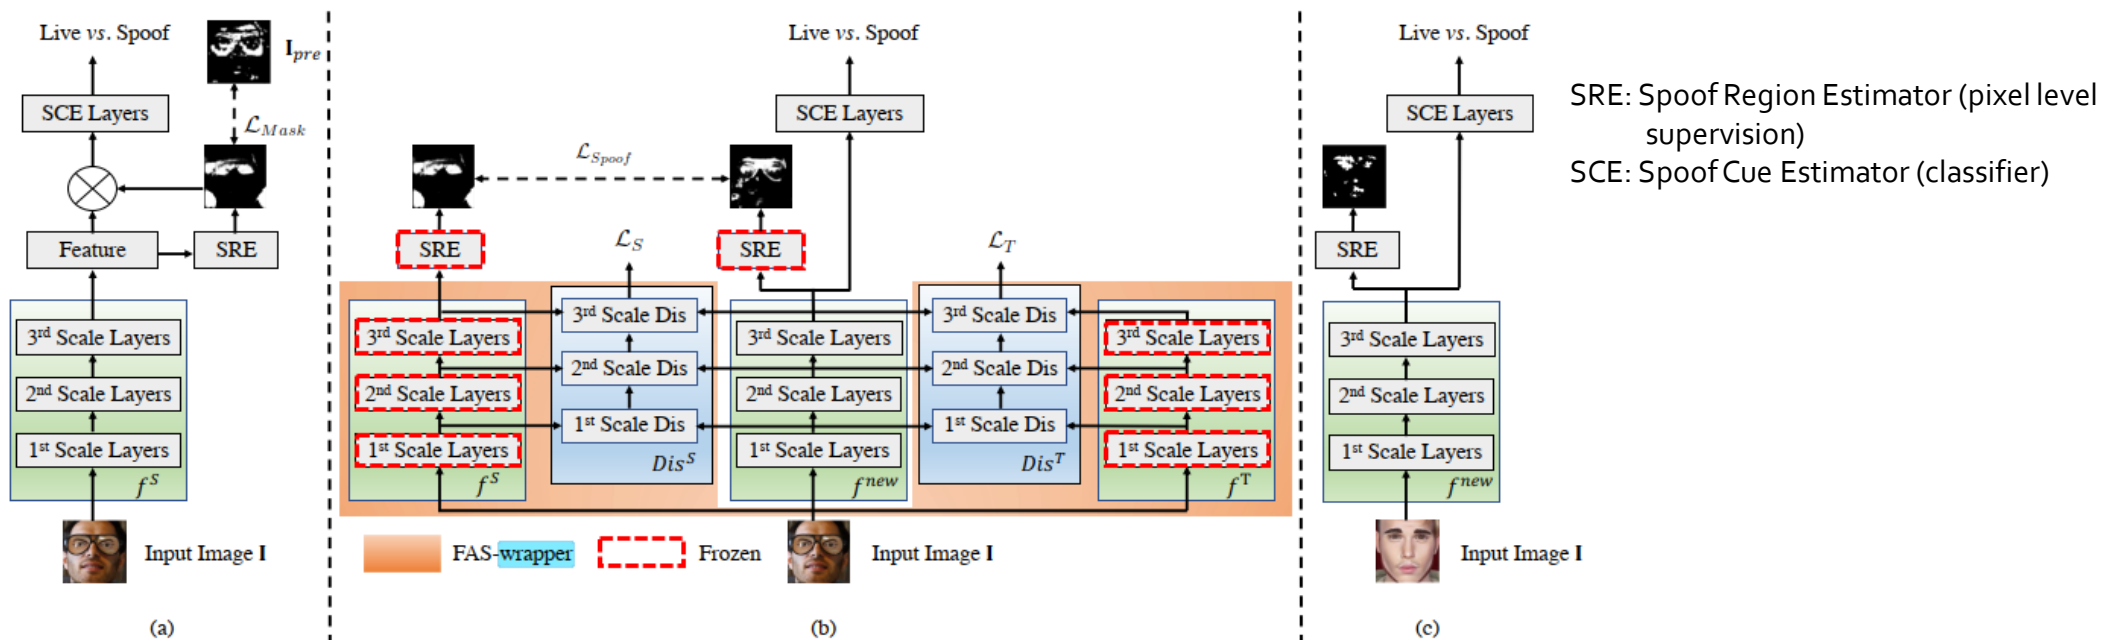 Live vs. Spoof
I_pre
SCE Layers
ℒ_Mask
Feature
SRE
3rd Scale Layers
2nd Scale Layers
1st Scale Layers
f^S
Input Image I
(a)
Live vs. Spoof
SCE Layers
ℒ_Spoof
SRE
SRE
ℒ_S
ℒ_T
3rd Scale Layers
2nd Scale Layers
1st Scale Layers
f^S
3rd Scale Dis
2nd Scale Dis
1st Scale Dis
Dis^S
3rd Scale Layers
2nd Scale Layers
1st Scale Layers
f^new
3rd Scale Dis
2nd Scale Dis
1st Scale Dis
Dis^T
3rd Scale Layers
2nd Scale Layers
1st Scale Layers
f^T
FAS-wrapper
Frozen
Input Image I
(b)
Live vs. Spoof
SCE Layers
SRE
3rd Scale Layers
2nd Scale Layers
1st Scale Layers
f^new
Input Image I
(c)
SRE: Spoof Region Estimator (pixel level
supervision)
SCE: Spoof Cue Estimator (classifier)